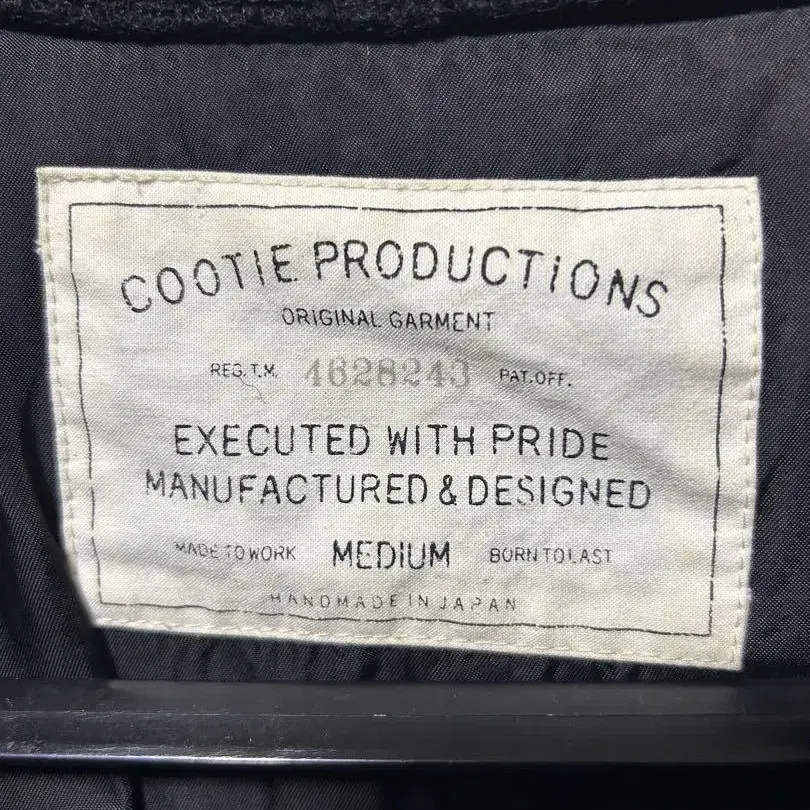 COOTIE PRODUCTIONS
ORIGINAL GARMENT
REG. T.M. 4628243 PAT. OFF.
EXECUTED WITH PRIDE
MANUFACTURED & DESIGNED
MADE TO WORK MEDIUM BORN TO LAST
HANDMADE IN JAPAN